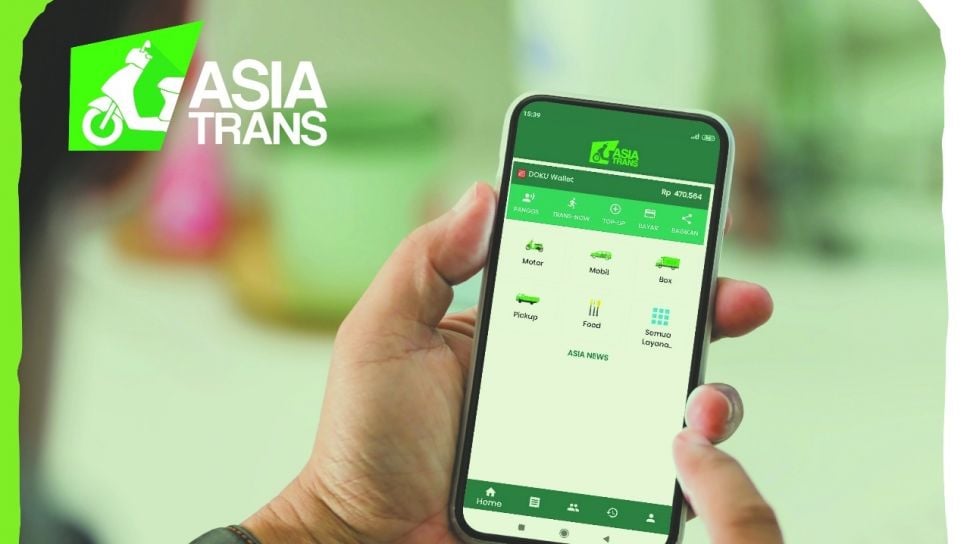 ASIA
TRANS
15:39
ASIA
TRANS
DOKU Wallet
Rp 470.564
PANGGIL
TRANS-NOW
TOP-UP
BAYAR
BAGIKAN
Motor
Mobil
Box
Pickup
Food
Semua
Layana..
ASIA NEWS
Home